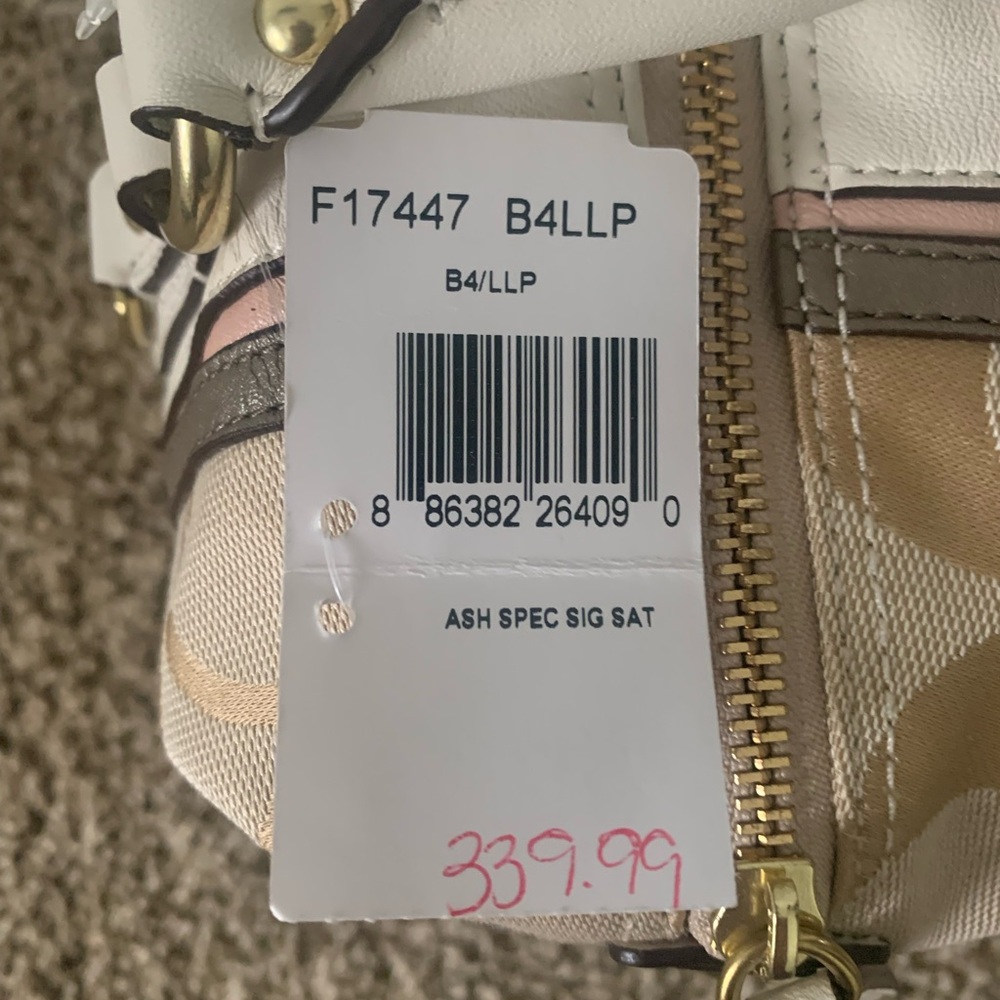 F17447 B4LLP
B4/LLP
8 86382 26409 0
ASH SPEC SIG SAT
339.99